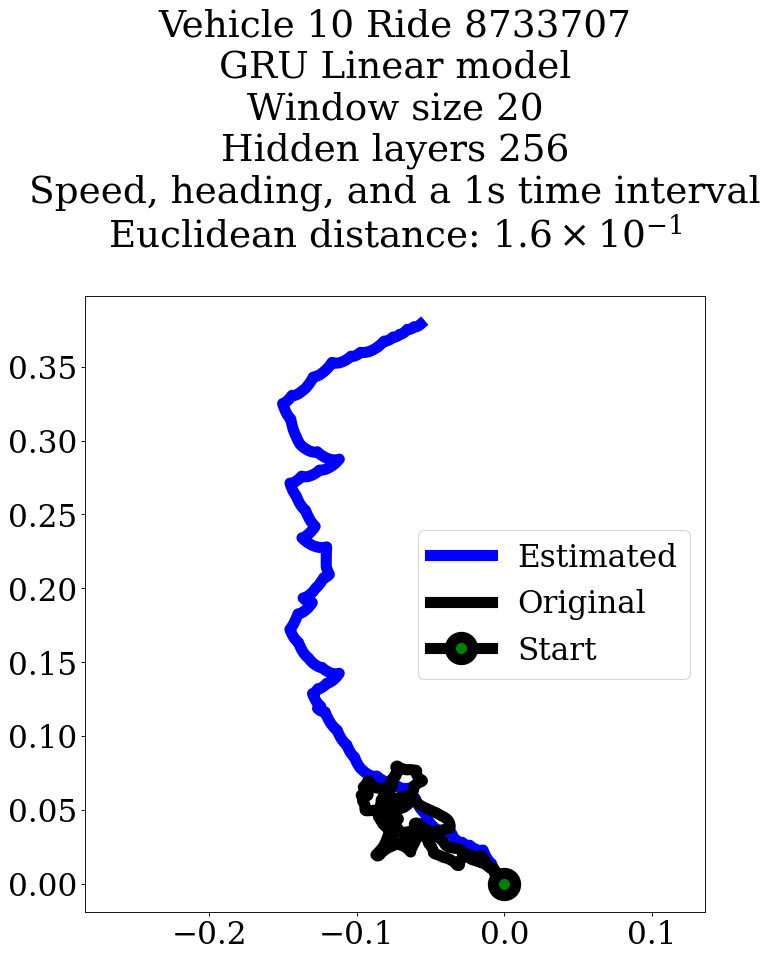 Vehicle 10 Ride 8733707
GRU Linear model
Window size 20
Hidden layers 256
Speed, heading, and a 1s time interval
Euclidean distance: 1.6 × 10⁻¹
0.35
0.30
0.25
0.20
0.15
0.10
0.05
0.00
Estimated
Original
Start
−0.2
−0.1
0.0
0.1